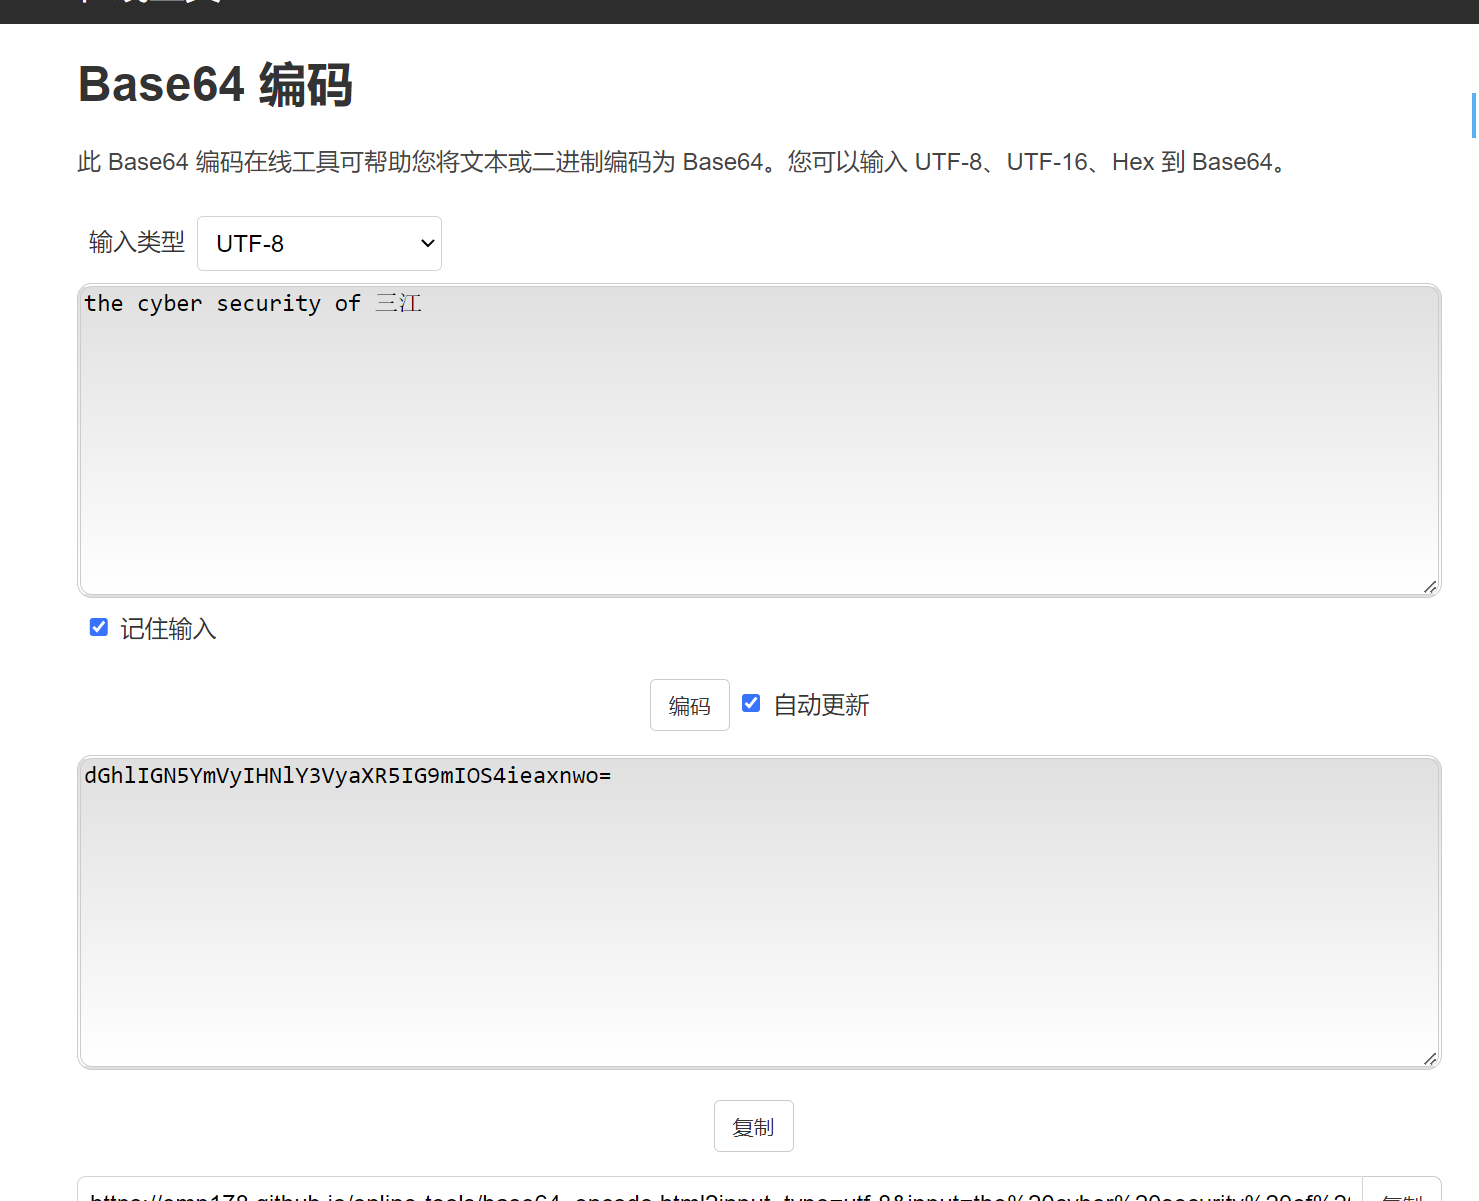 Base64 编码
此 Base64 编码在线工具可帮助您将文本或二进制编码为 Base64。您可以输入 UTF-8、UTF-16、Hex 到 Base64。
输入类型 UTF-8
the cyber security of 三江
记住输入
编码 自动更新
dGhlIGN5YmVyIHNlY3VyaXR5IG9mIOS4ieaxnwo=
复制